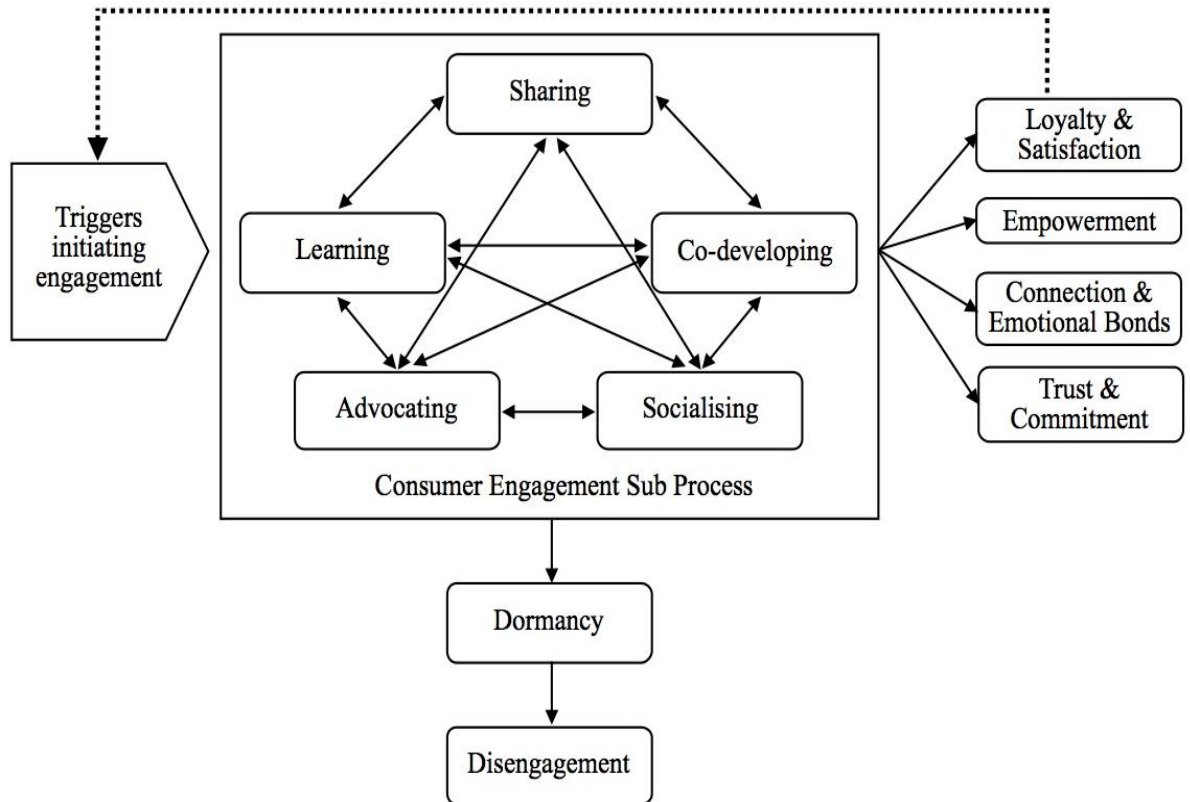 Sharing
Loyalty &
Satisfaction
Triggers
initiating
engagement
Learning
Co-developing
Empowerment
Connection &
Emotional Bonds
Advocating
Socialising
Trust &
Commitment
Consumer Engagement Sub Process
Dormancy
Disengagement